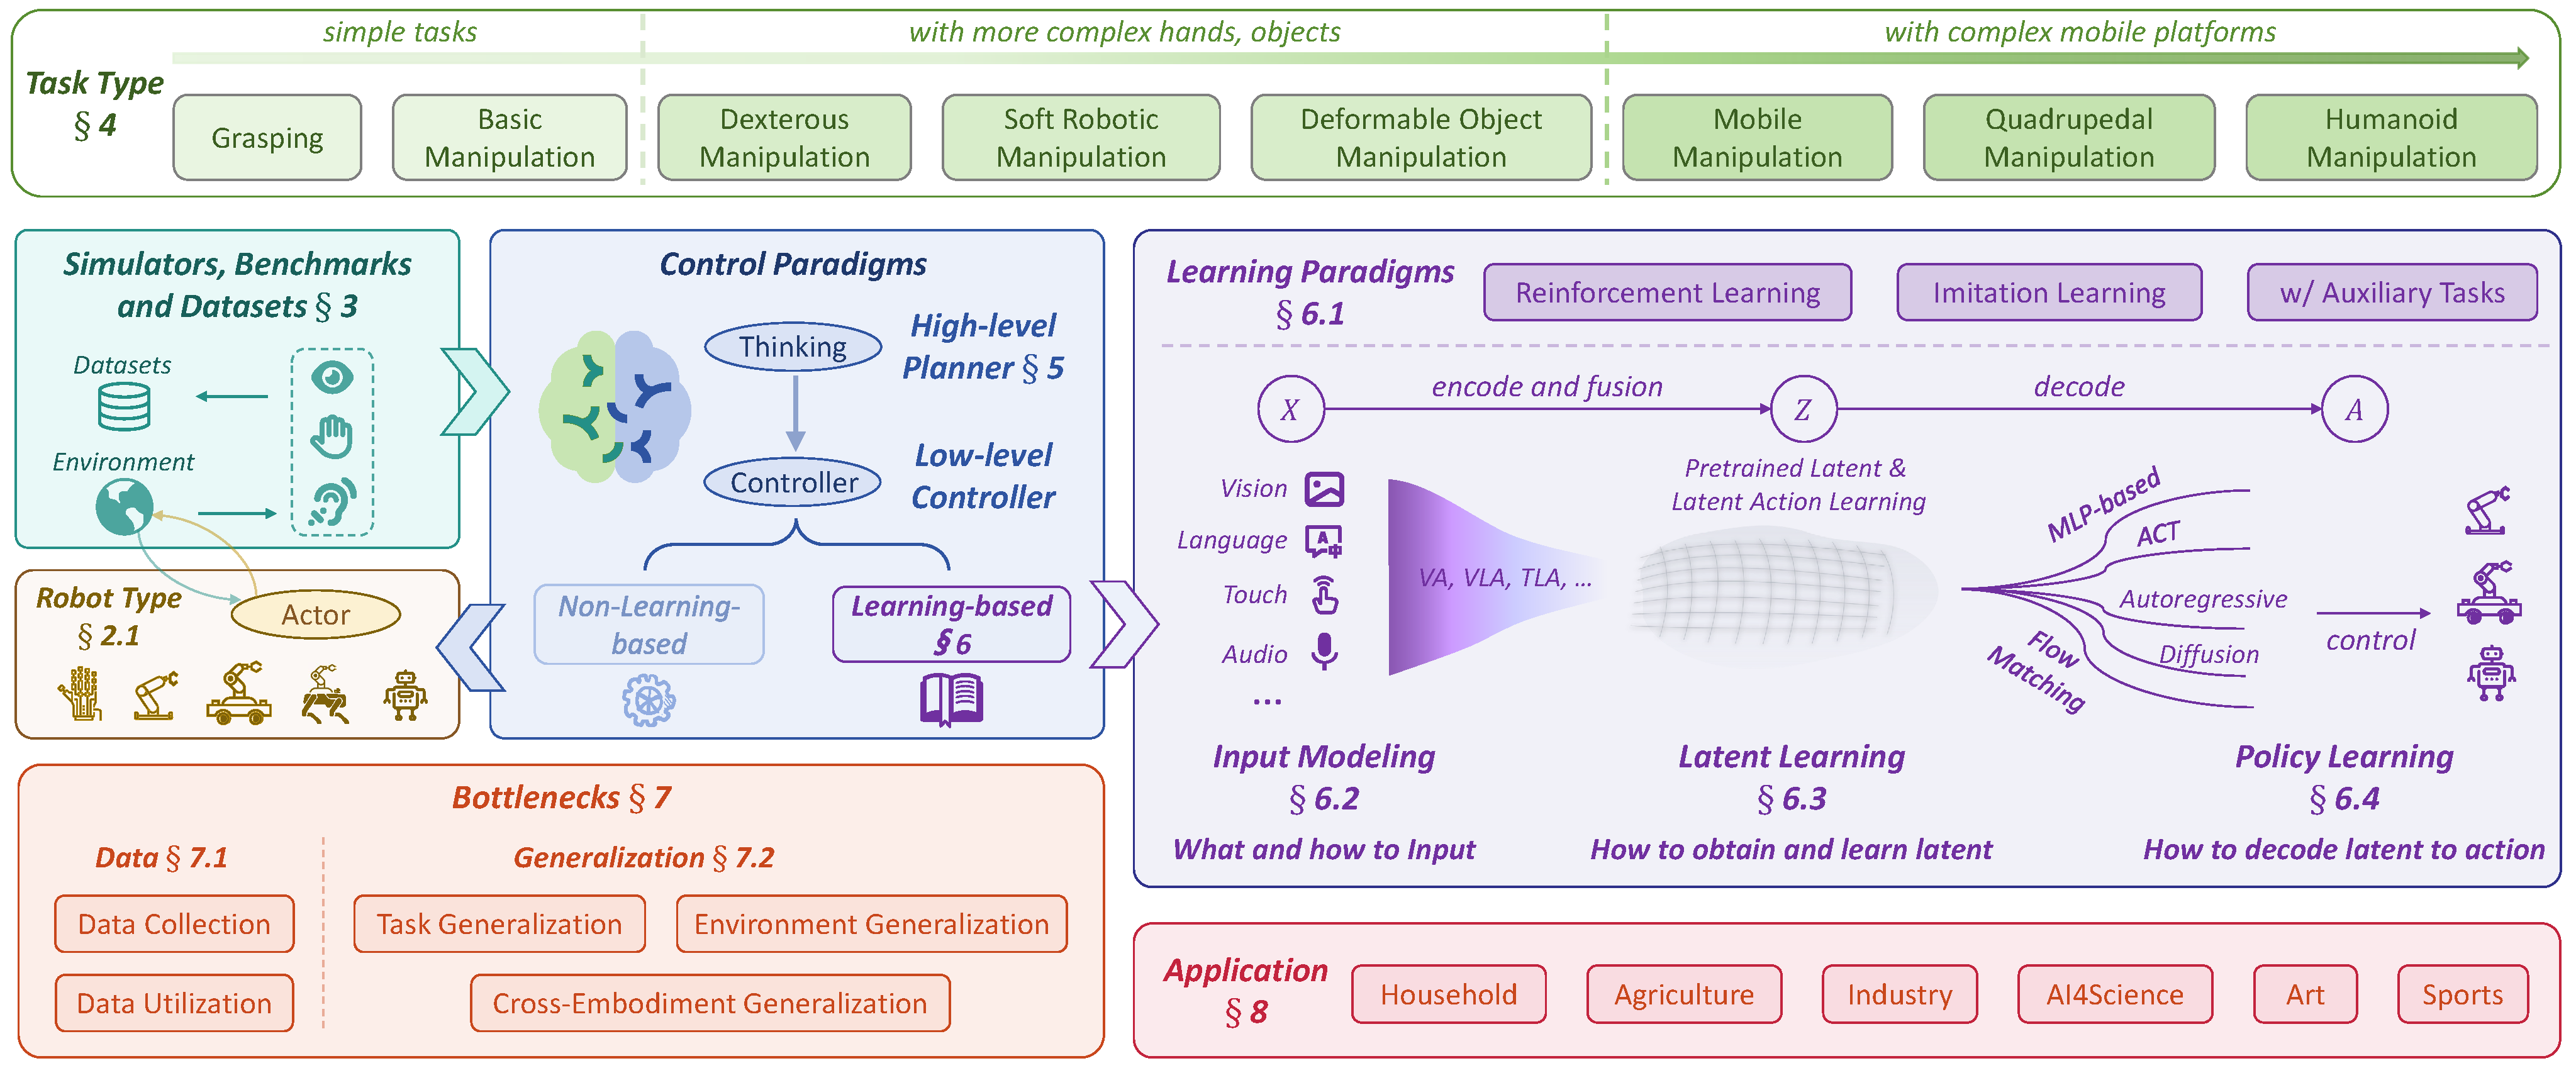 simple tasks
with more complex hands, objects
with complex mobile platforms
Task Type
§ 4
Grasping
Basic
Manipulation
Dexterous
Manipulation
Soft Robotic
Manipulation
Deformable Object
Manipulation
Mobile
Manipulation
Quadrupedal
Manipulation
Humanoid
Manipulation
Simulators, Benchmarks
and Datasets § 3
Datasets
Environment
Robot Type
§ 2.1
Actor
Control Paradigms
Thinking
High-level
Planner § 5
Controller
Low-level
Controller
Non-Learning-
based
Learning-based
§ 6
Learning Paradigms
§ 6.1
Reinforcement Learning
Imitation Learning
w/ Auxiliary Tasks
X
encode and fusion
Z
decode
A
Vision
Language
A
Touch
Audio
...
VA, VLA, TLA, ...
Pretrained Latent &
Latent Action Learning
MLP-based
ACT
Autoregressive
Diffusion
Flow
Matching
control
Input Modeling
§ 6.2
What and how to Input
Latent Learning
§ 6.3
How to obtain and learn latent
Policy Learning
§ 6.4
How to decode latent to action
Bottlenecks § 7
Data § 7.1
Data Collection
Data Utilization
Generalization § 7.2
Task Generalization
Environment Generalization
Cross-Embodiment Generalization
Application
§ 8
Household
Agriculture
Industry
AI4Science
Art
Sports